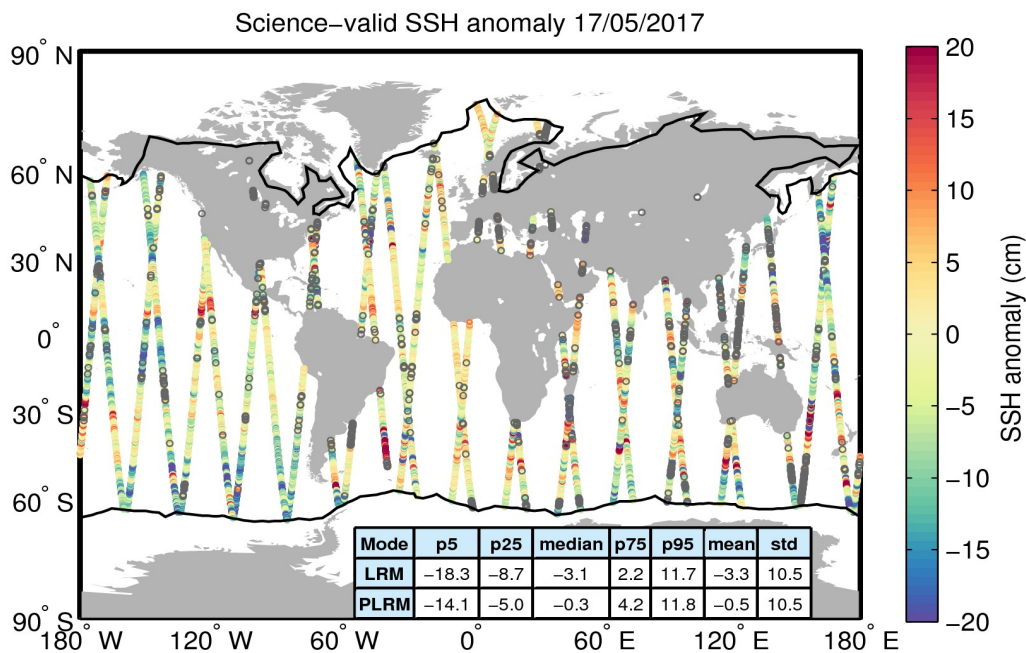 Science−valid SSH anomaly 17/05/2017
90° N
60° N
30° N
0°
30° S
60° S
90° S
180° W
120° W
60° W
0°
60° E
120° E
180° E
Mode p5 p25 median p75 p95 mean std
LRM −18.3 −8.7 −3.1 2.2 11.7 −3.3 10.5
PLRM −14.1 −5.0 −0.3 4.2 11.8 −0.5 10.5
20
15
10
5
0
−5
−10
−15
−20
SSH anomaly (cm)